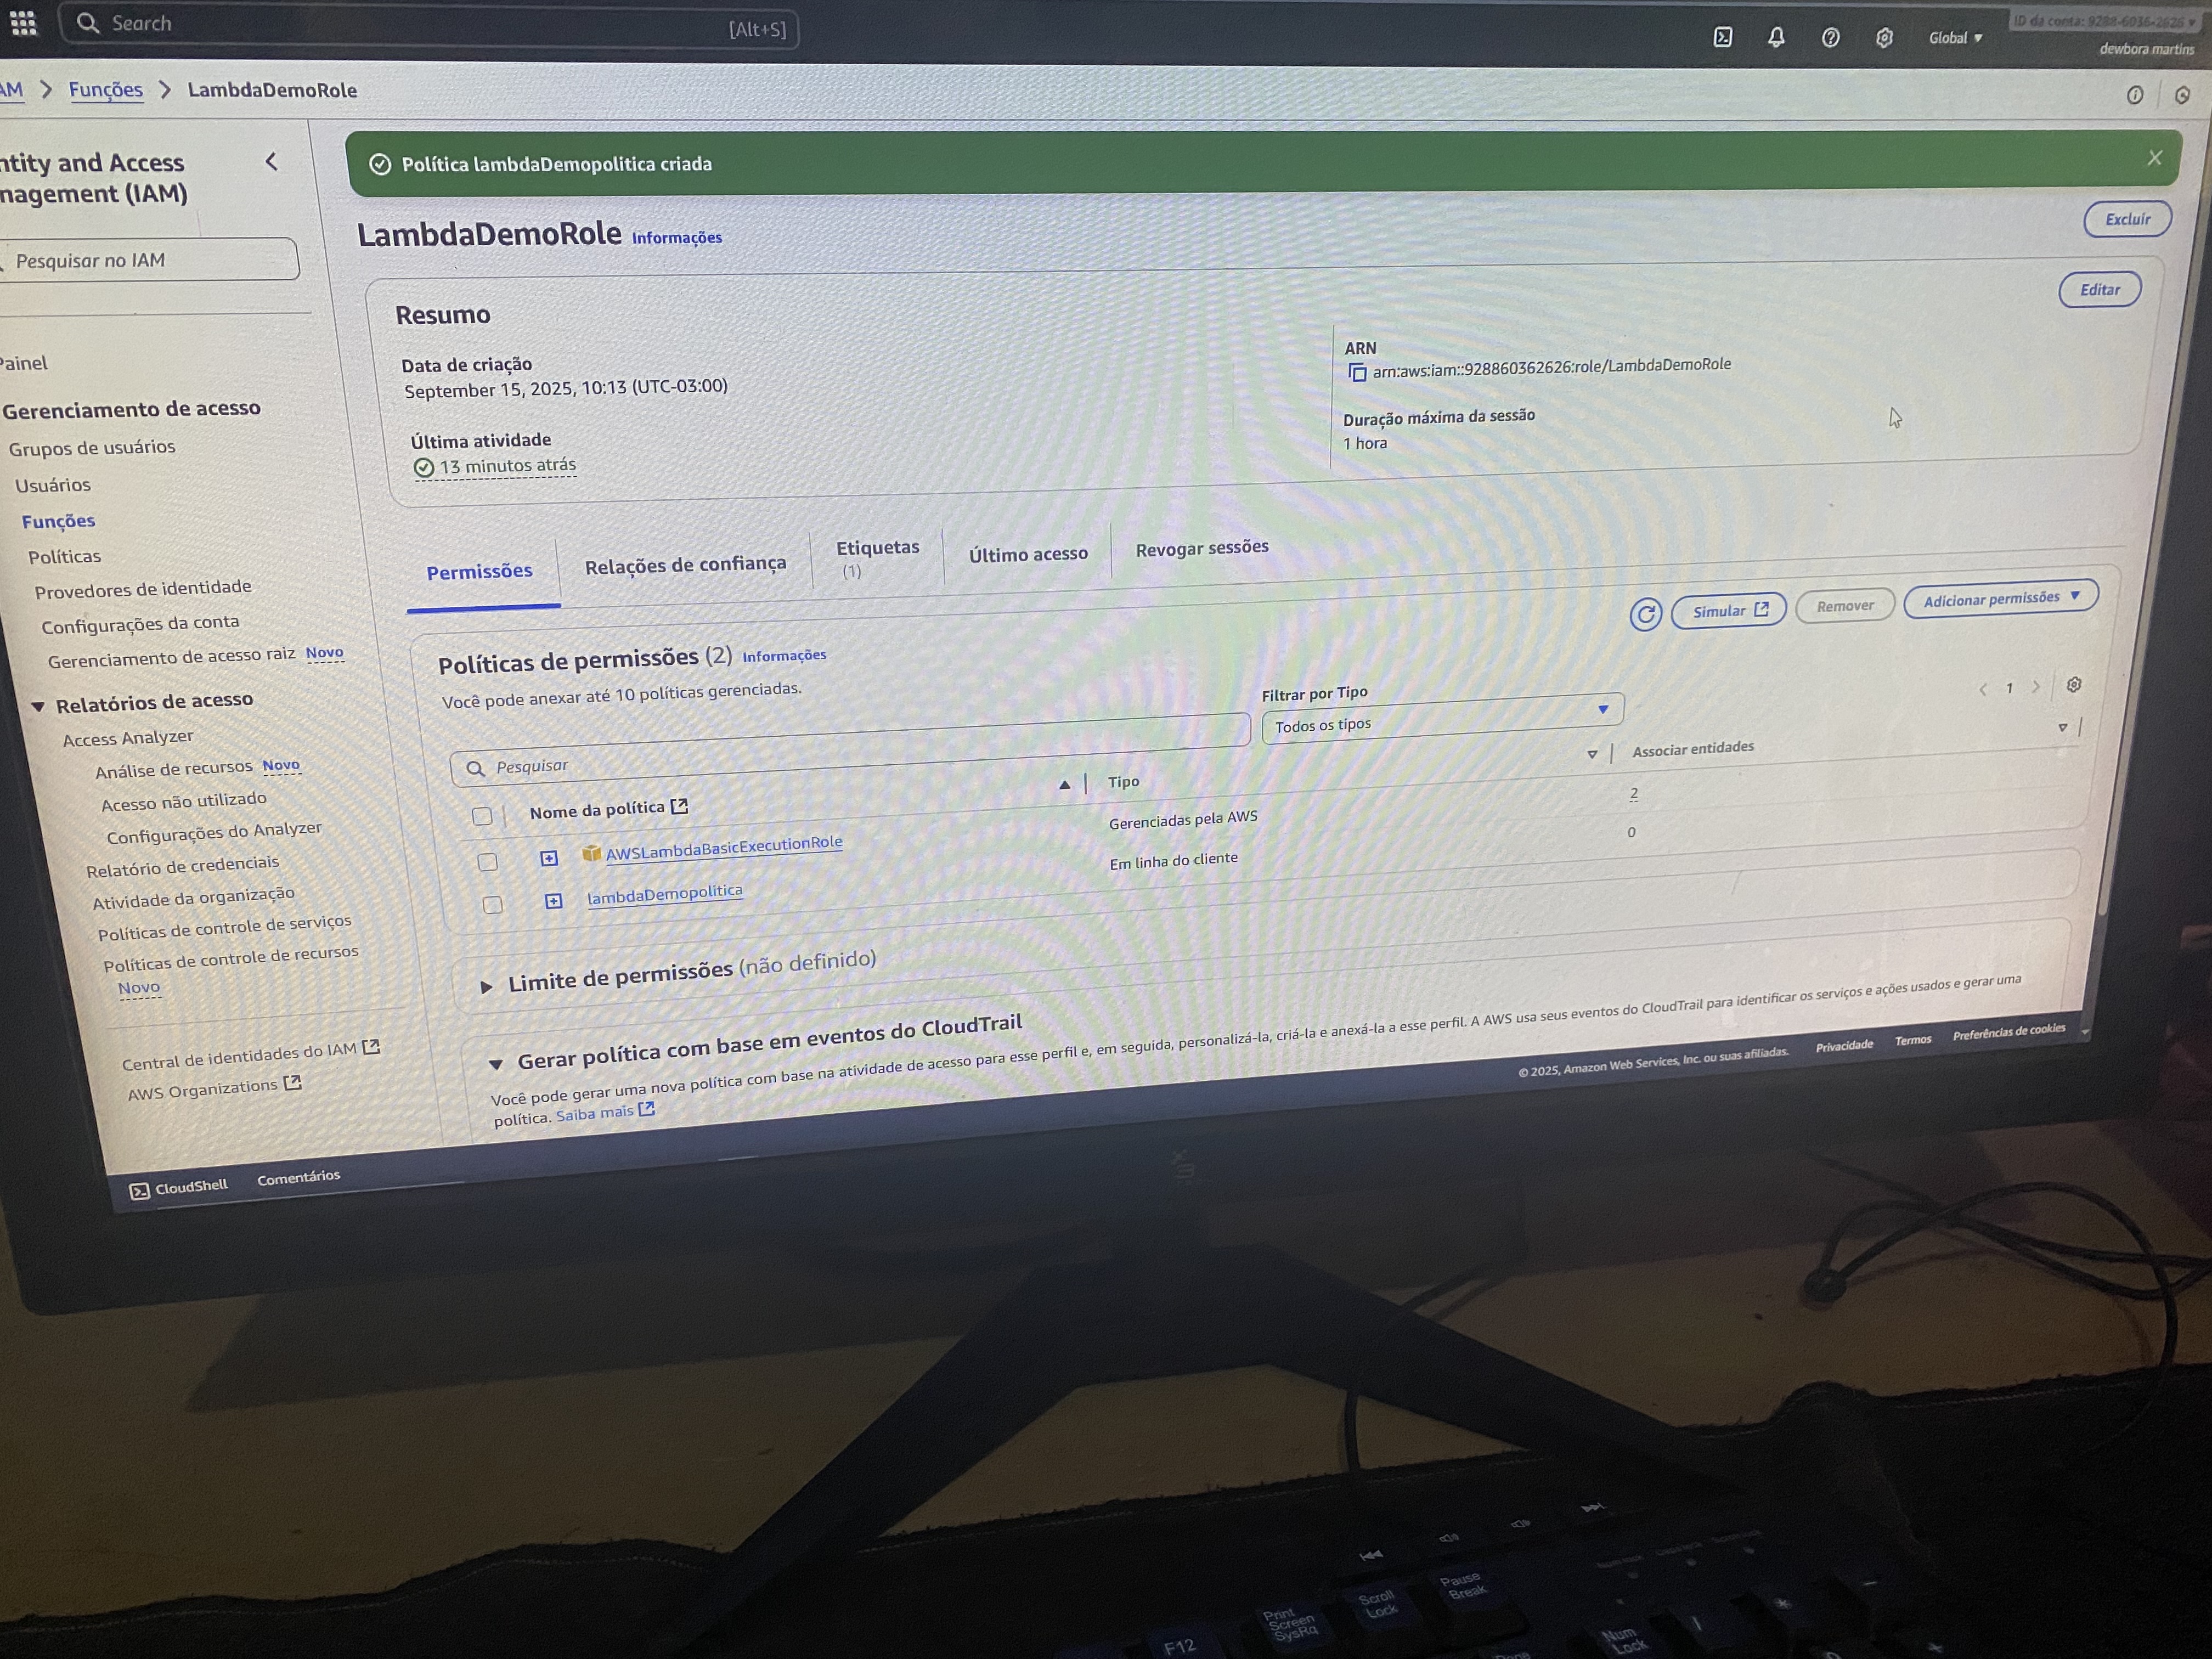 Search
[Alt+S]
Global
ID da conta: 9288-6036-2626
dewbora martins
AM > Funções > LambdaDemoRole
ntity and Access
nagement (IAM)
Pesquisar no IAM
Painel
Gerenciamento de acesso
Grupos de usuários
Usuários
Funções
Políticas
Provedores de identidade
Configurações da conta
Gerenciamento de acesso raiz Novo
Relatórios de acesso
Access Analyzer
Análise de recursos Novo
Acesso não utilizado
Configurações do Analyzer
Relatório de credenciais
Atividade da organização
Políticas de controle de serviços
Políticas de controle de recursos
Novo
Central de identidades do IAM
AWS Organizations
Política lambdaDemopolitica criada
LambdaDemoRole Informações
Excluir
Resumo
Editar
Data de criação
September 15, 2025, 10:13 (UTC-03:00)
Última atividade
13 minutos atrás
ARN
arn:aws:iam::928860362626:role/LambdaDemoRole
Duração máxima da sessão
1 hora
Permissões
Relações de confiança
Etiquetas
(1)
Último acesso
Revogar sessões
Políticas de permissões (2) Informações
Você pode anexar até 10 políticas gerenciadas.
Simular
Remover
Adicionar permissões
Filtrar por Tipo
Pesquisar
Todos os tipos
1
Nome da política
Tipo
Associar entidades
AWSLambdaBasicExecutionRole
Gerenciadas pela AWS
2
lambdaDemopolitica
Em linha do cliente
0
Limite de permissões (não definido)
Gerar política com base em eventos do CloudTrail
Você pode gerar uma nova política com base na atividade de acesso para esse perfil e, em seguida, personalizá-la, criá-la e anexá-la a esse perfil. A AWS usa seus eventos do CloudTrail para identificar os serviços e ações usados e gerar uma
política. Saiba mais
CloudShell
Comentários
© 2025, Amazon Web Services, Inc. ou suas afiliadas.
Privacidade
Termos
Preferências de cookies
F12
Print
Screen
SysRq
Scroll
Lock
Pause
Break
Num
Lock